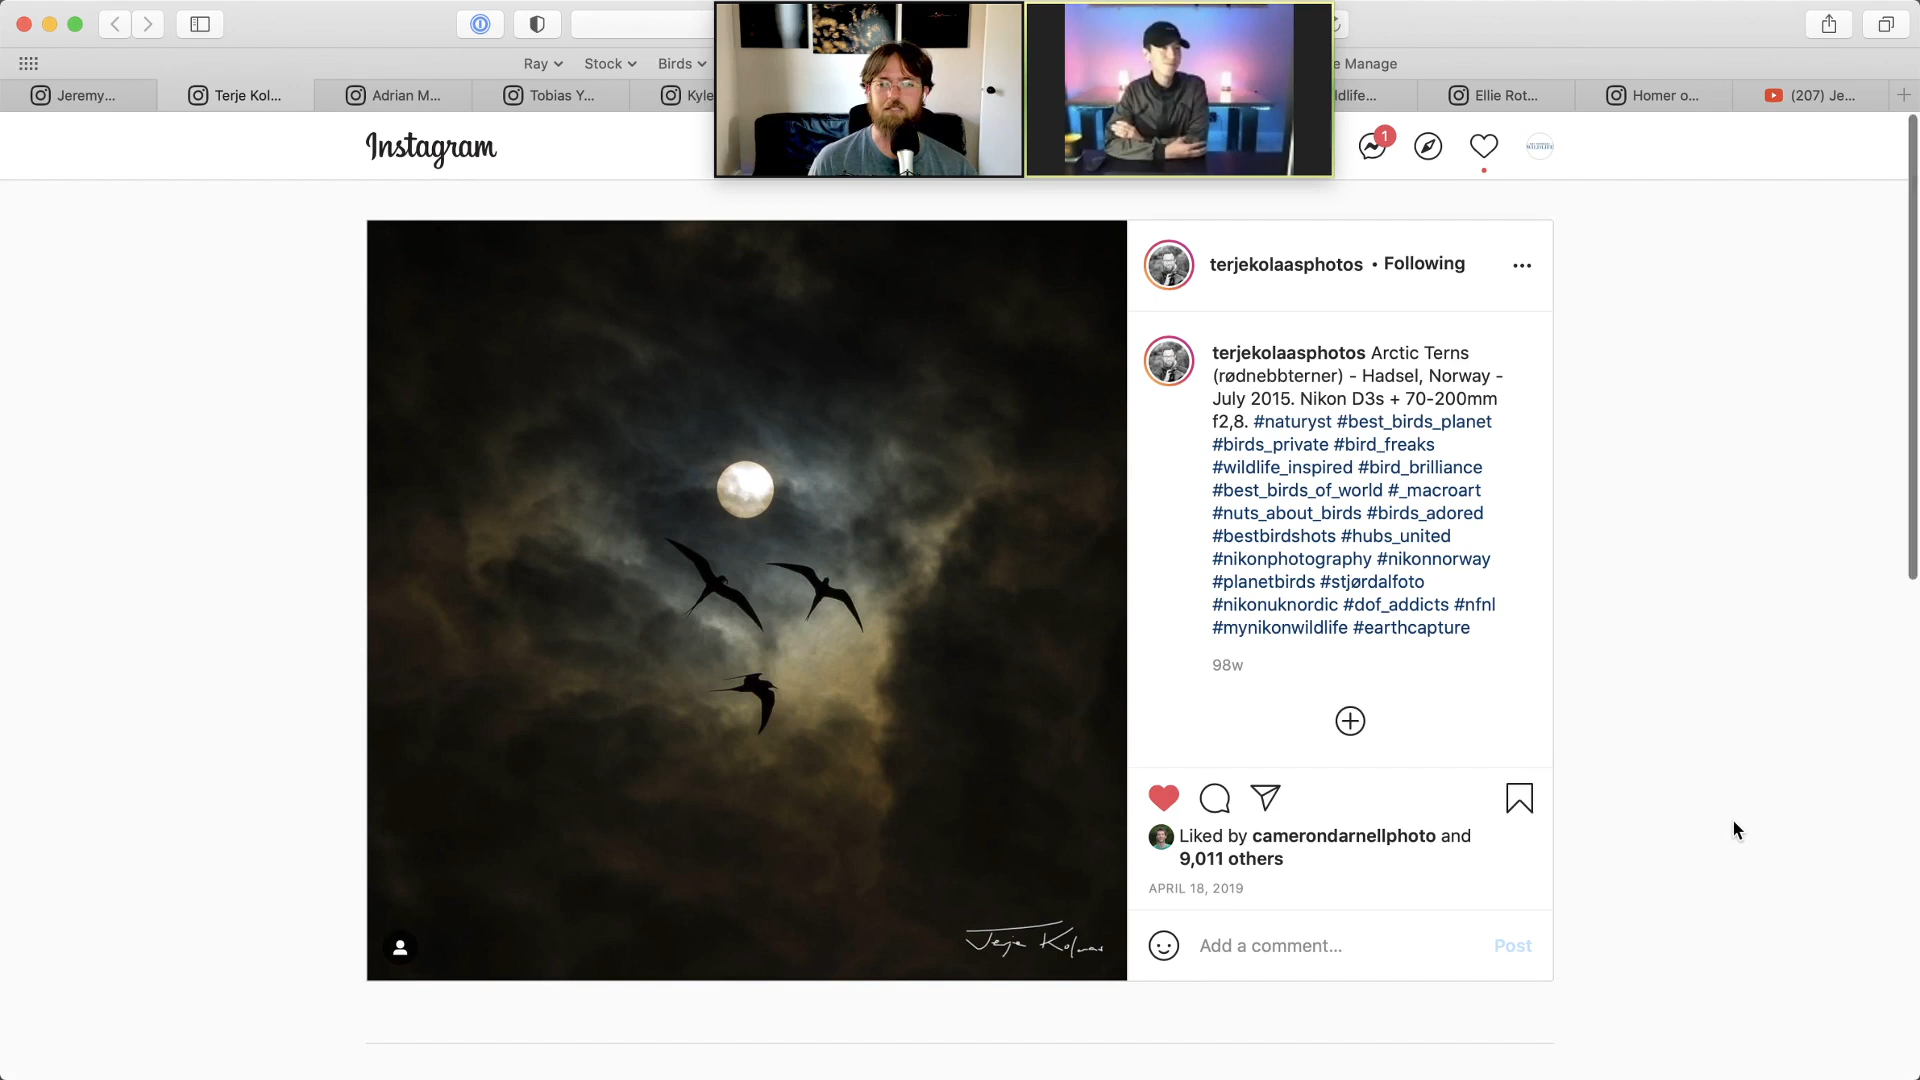 Ray Stock Birds
e Manage
Jeremy...
Terje Kol...
Adrian M...
Tobias Y...
Kyle
ldlife...
Ellie Rot...
Homer o...
(207) Je...
Instagram
1
terjekolaasphotos • Following
terjekolaasphotos Arctic Terns
(rødnebbterner) - Hadsel, Norway -
July 2015. Nikon D3s + 70-200mm
f2,8. #naturyst #best_birds_planet
#birds_private #bird_freaks
#wildlife_inspired #bird_brilliance
#best_birds_of_world #_macroart
#nuts_about_birds #birds_adored
#bestbirdshots #hubs_united
#nikonphotography #nikonnorway
#planetbirds #stjørdalfoto
#nikonuknordic #dof_addicts #nfnl
#mynikonwildlife #earthcapture
98w
Liked by camerondarnellphoto and
9,011 others
APRIL 18, 2019
Add a comment... Post